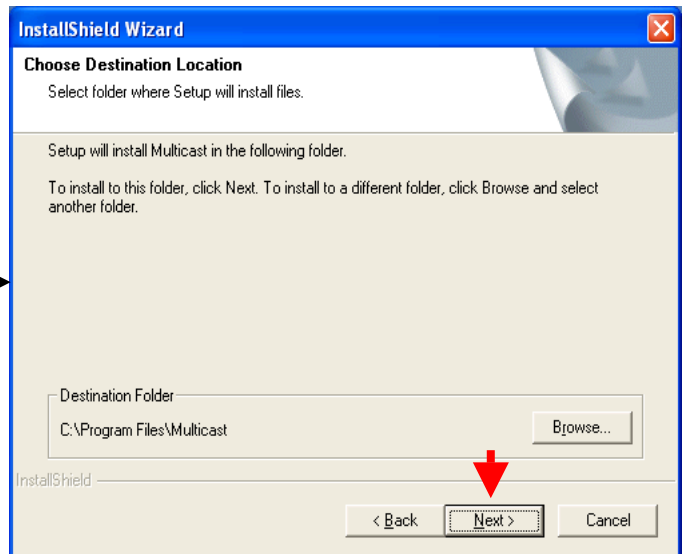 InstallShield Wizard
Choose Destination Location
Select folder where Setup will install files.
Setup will install Multicast in the following folder.
To install to this folder, click Next. To install to a different folder, click Browse and select
another folder.
Destination Folder
C:\Program Files\Multicast
Browse...
InstallShield
< Back
Next >
Cancel